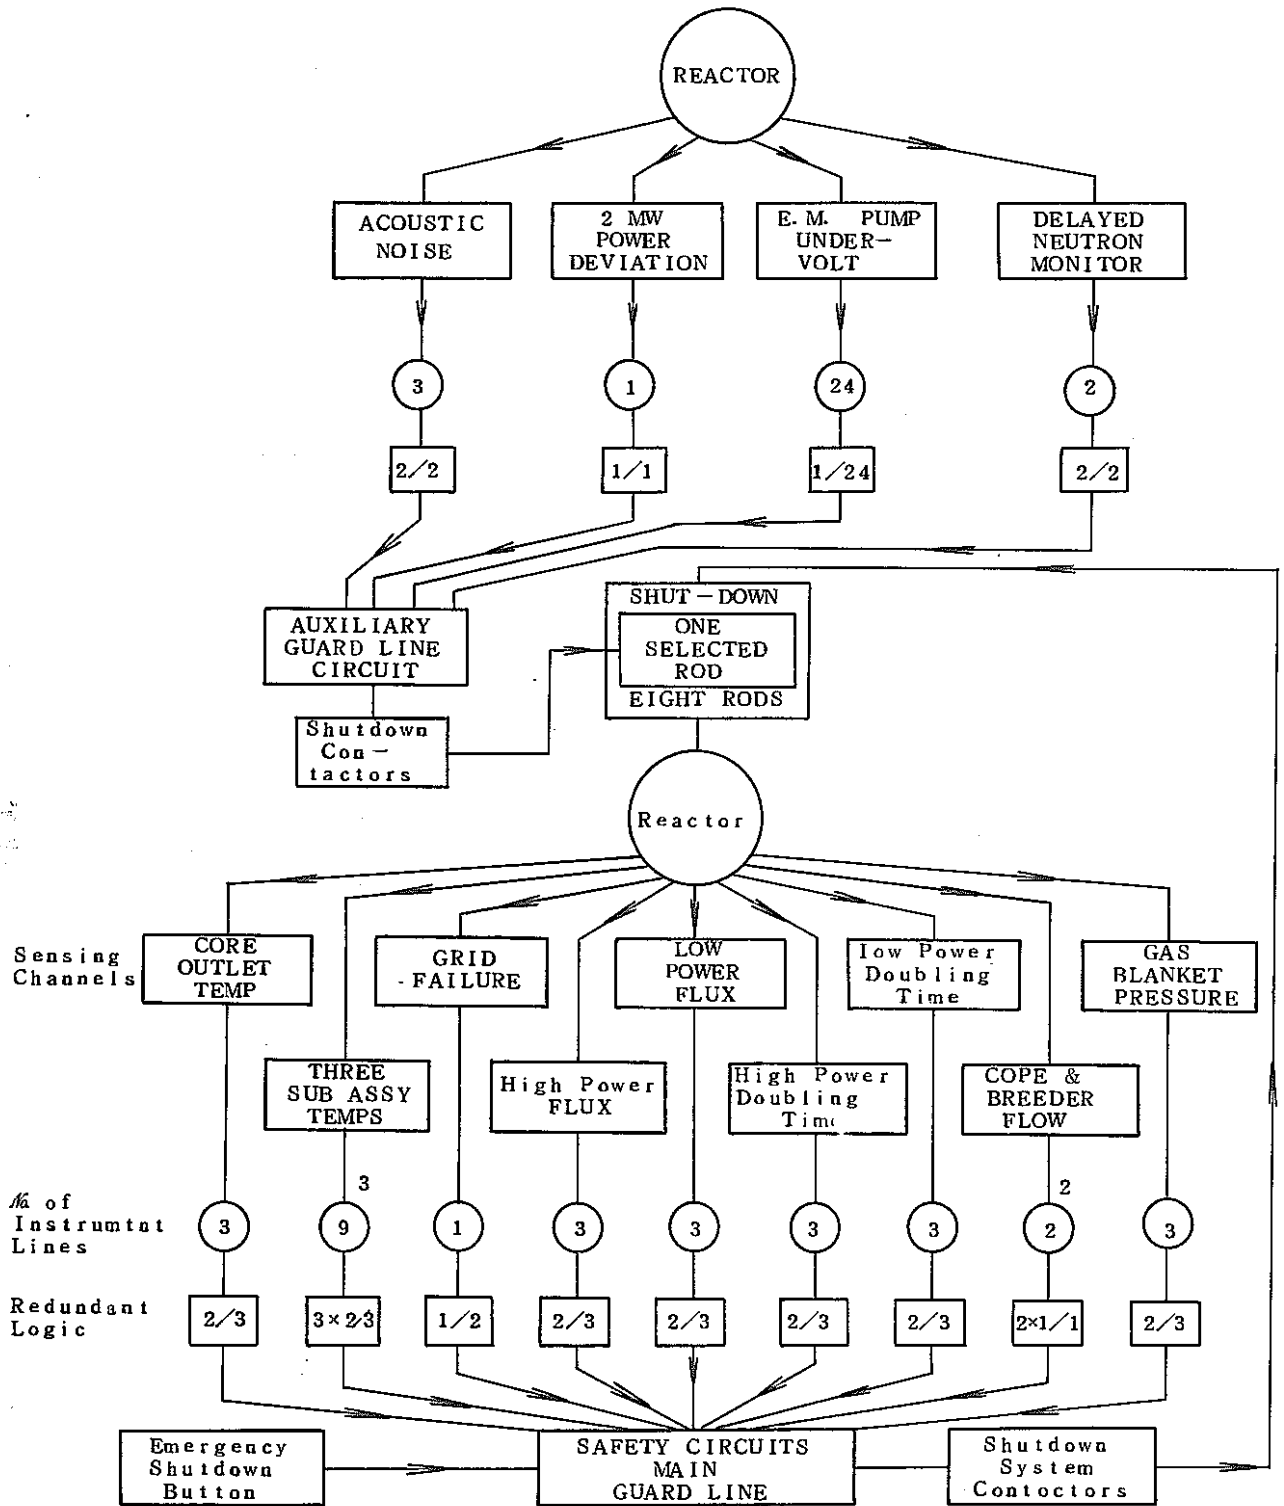 REACTOR
ACOUSTIC
NOISE
2 MW
POWER
DEVIATION
E. M. PUMP
UNDER-
VOLT
DELAYED
NEUTRON
MONITOR
3
1
24
2
2/2
1/1
1/24
2/2
AUXILIARY
GUARD LINE
CIRCUIT
SHUT-DOWN
ONE
SELECTED
ROD
EIGHT RODS
Shutdown
Con-
tactors
Reactor
Sensing
Channels
CORE
OUTLET
TEMP
GRID
-FAILURE
LOW
POWER
FLUX
Iow Power
Doubling
Time
GAS
BLANKET
PRESSURE
THREE
SUB ASSY
TEMPS
High Power
FLUX
High Power
Doubling
Time
COPE &
BREEDER
FLOW
3
2
№ of
Instrumtnt
Lines
3
9
1
3
3
3
3
2
3
Redundant
Logic
2/3
3×2/3
1/2
2/3
2/3
2/3
2/3
2×1/1
2/3
Emergency
Shutdown
Button
SAFETY CIRCUITS
MAIN
GUARD LINE
Shutdown
System
Contoctors